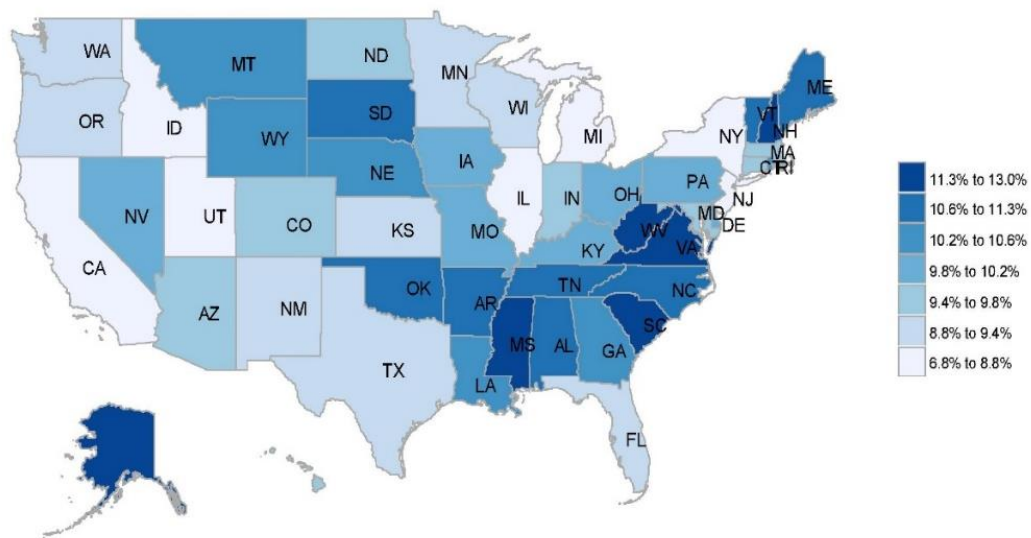 WA
MT
ND
MN
ME
OR
ID
SD
WI
VT
NH
WY
MI
NY
MA
CT
RI
IA
NE
PA
NJ
NV
UT
CO
IL
IN
OH
MD
DE
KS
MO
WV
VA
KY
CA
AZ
NM
OK
AR
TN
NC
SC
MS
AL
GA
TX
LA
FL
11.3% to 13.0%
10.6% to 11.3%
10.2% to 10.6%
9.8% to 10.2%
9.4% to 9.8%
8.8% to 9.4%
6.8% to 8.8%